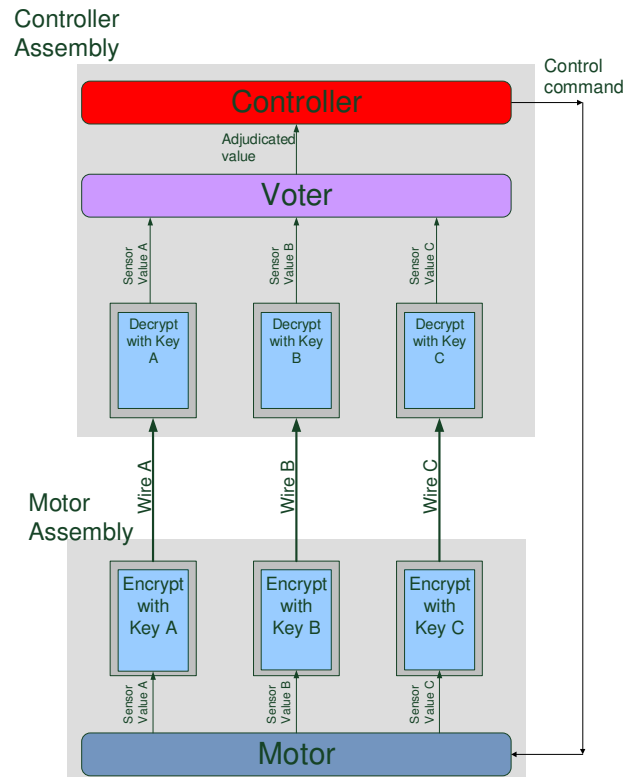 Controller
Assembly
Control
command
Controller
Adjudicated
value
Voter
Sensor
Value A
Sensor
Value B
Sensor
Value C
Decrypt
with Key
A
Decrypt
with Key
B
Decrypt
with Key
C
Wire A
Wire B
Wire C
Motor
Assembly
Encrypt
with
Key A
Encrypt
with
Key B
Encrypt
with
Key C
Sensor
Value A
Sensor
Value B
Sensor
Value C
Motor